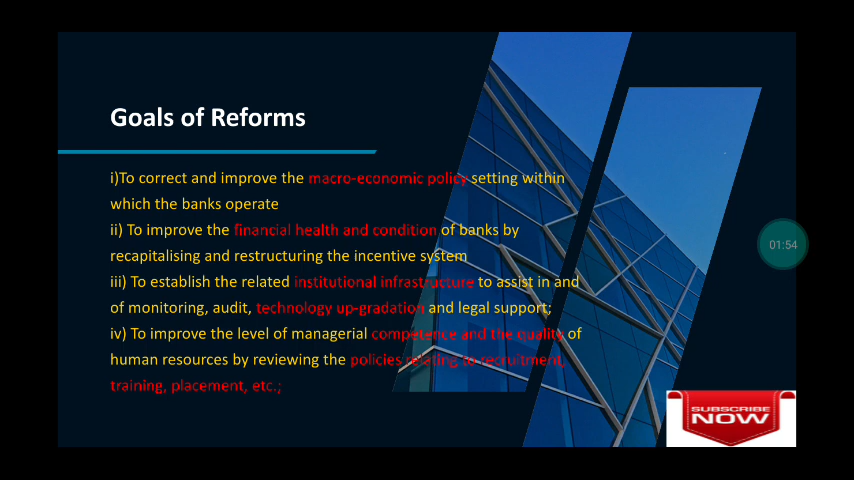 Goals of Reforms
i)To correct and improve the macro-economic policy setting within
which the banks operate
ii) To improve the financial health and condition of banks by
recapitalising and restructuring the incentive system
iii) To establish the related institutional infrastructure to assist in and
of monitoring, audit, technology up-gradation and legal support;
iv) To improve the level of managerial competence and the quality of
human resources by reviewing the policies relating to recruitment,
training, placement, etc.;
01:54
SUBSCRIBE
NOW